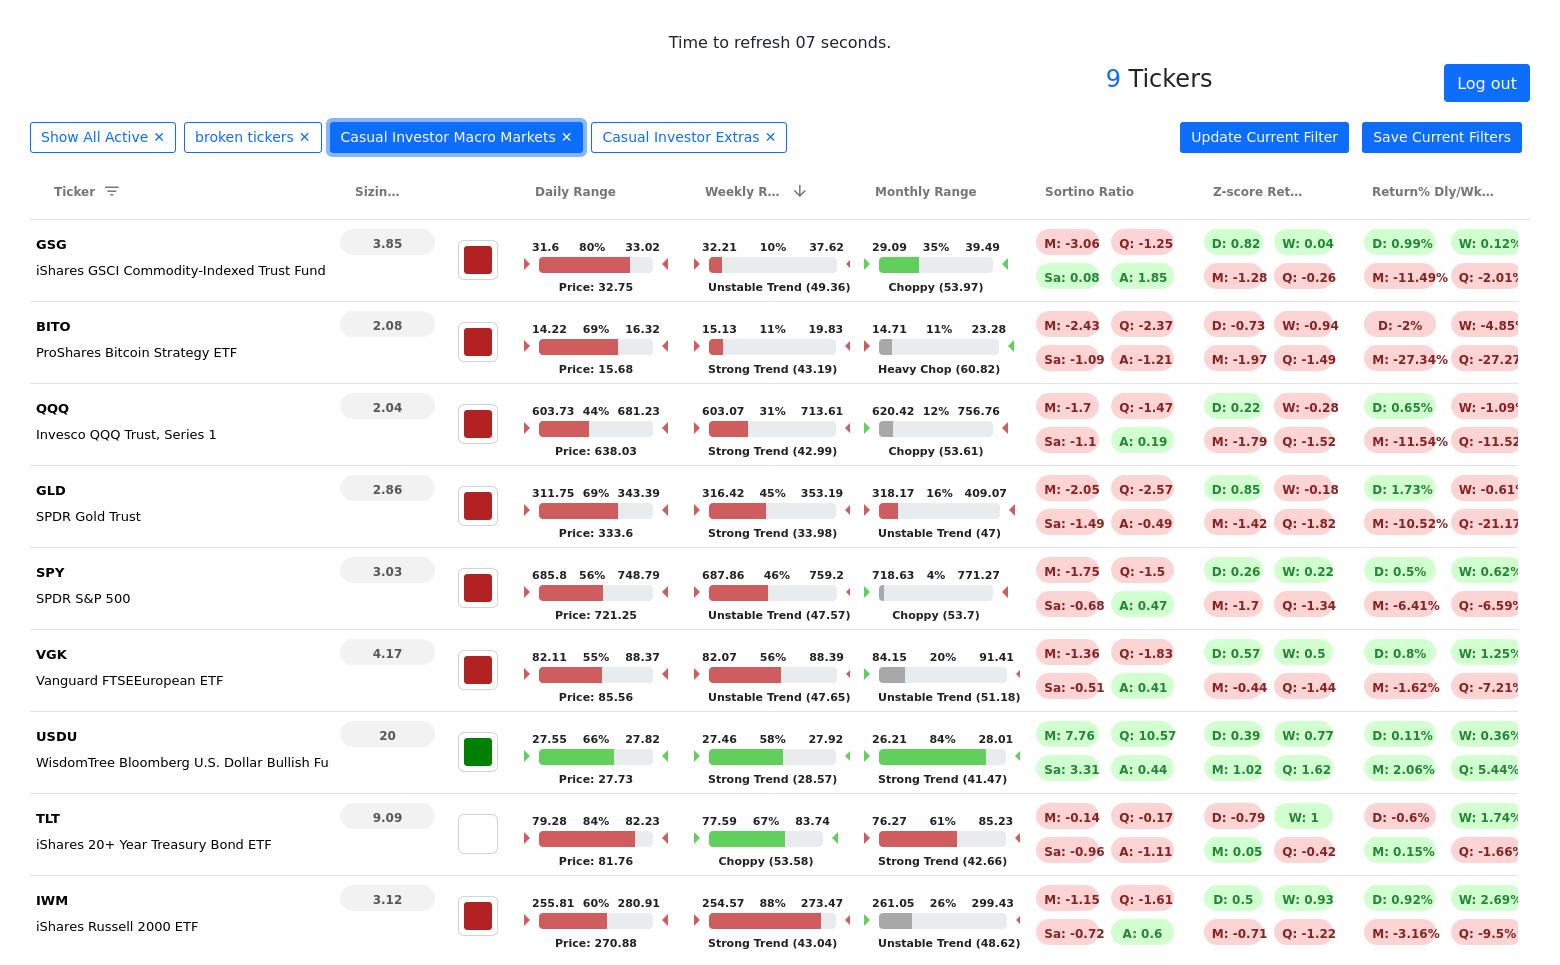 Time to refresh 07 seconds.
9 Tickers
Log out
Show All Active ✕ broken tickers ✕ Casual Investor Macro Markets ✕ Casual Investor Extras ✕ Update Current Filter Save Current Filters
Ticker Sizin... Daily Range Weekly R... Monthly Range Sortino Ratio Z-score Ret... Return% Dly/Wk...
GSG 3.85 31.6 80% 33.02 32.21 10% 37.62 29.09 35% 39.49 M: -3.06 Q: -1.25 D: 0.82 W: 0.04 D: 0.99% W: 0.12%
iShares GSCI Commodity-Indexed Trust Fund Sa: 0.08 A: 1.85 M: -1.28 Q: -0.26 M: -11.49% Q: -2.01%
Price: 32.75 Unstable Trend (49.36) Choppy (53.97)
BITO 2.08 14.22 69% 16.32 15.13 11% 19.83 14.71 11% 23.28 M: -2.43 Q: -2.37 D: -0.73 W: -0.94 D: -2% W: -4.85%
ProShares Bitcoin Strategy ETF Sa: -1.09 A: -1.21 M: -1.97 Q: -1.49 M: -27.34% Q: -27.27
Price: 15.68 Strong Trend (43.19) Heavy Chop (60.82)
QQQ 2.04 603.73 44% 681.23 603.07 31% 713.61 620.42 12% 756.76 M: -1.7 Q: -1.47 D: 0.22 W: -0.28 D: 0.65% W: -1.09%
Invesco QQQ Trust, Series 1 Sa: -1.1 A: 0.19 M: -1.79 Q: -1.52 M: -11.54% Q: -11.52
Price: 638.03 Strong Trend (42.99) Choppy (53.61)
GLD 2.86 311.75 69% 343.39 316.42 45% 353.19 318.17 16% 409.07 M: -2.05 Q: -2.57 D: 0.85 W: -0.18 D: 1.73% W: -0.61%
SPDR Gold Trust Sa: -1.49 A: -0.49 M: -1.42 Q: -1.82 M: -10.52% Q: -21.17
Price: 333.6 Strong Trend (33.98) Unstable Trend (47)
SPY 3.03 685.8 56% 748.79 687.86 46% 759.2 718.63 4% 771.27 M: -1.75 Q: -1.5 D: 0.26 W: 0.22 D: 0.5% W: 0.62%
SPDR S&P 500 Sa: -0.68 A: 0.47 M: -1.7 Q: -1.34 M: -6.41% Q: -6.59%
Price: 721.25 Unstable Trend (47.57) Choppy (53.7)
VGK 4.17 82.11 55% 88.37 82.07 56% 88.39 84.15 20% 91.41 M: -1.36 Q: -1.83 D: 0.57 W: 0.5 D: 0.8% W: 1.25%
Vanguard FTSEEuropean ETF Sa: -0.51 A: 0.41 M: -0.44 Q: -1.44 M: -1.62% Q: -7.21%
Price: 85.56 Unstable Trend (47.65) Unstable Trend (51.18)
USDU 20 27.55 66% 27.82 27.46 58% 27.92 26.21 84% 28.01 M: 7.76 Q: 10.57 D: 0.39 W: 0.77 D: 0.11% W: 0.36%
WisdomTree Bloomberg U.S. Dollar Bullish Fu Sa: 3.31 A: 0.44 M: 1.02 Q: 1.62 M: 2.06% Q: 5.44%
Price: 27.73 Strong Trend (28.57) Strong Trend (41.47)
TLT 9.09 79.28 84% 82.23 77.59 67% 83.74 76.27 61% 85.23 M: -0.14 Q: -0.17 D: -0.79 W: 1 D: -0.6% W: 1.74%
iShares 20+ Year Treasury Bond ETF Sa: -0.96 A: -1.11 M: 0.05 Q: -0.42 M: 0.15% Q: -1.66%
Price: 81.76 Choppy (53.58) Strong Trend (42.66)
IWM 3.12 255.81 60% 280.91 254.57 88% 273.47 261.05 26% 299.43 M: -1.15 Q: -1.61 D: 0.5 W: 0.93 D: 0.92% W: 2.69%
iShares Russell 2000 ETF Sa: -0.72 A: 0.6 M: -0.71 Q: -1.22 M: -3.16% Q: -9.5%
Price: 270.88 Strong Trend (43.04) Unstable Trend (48.62)